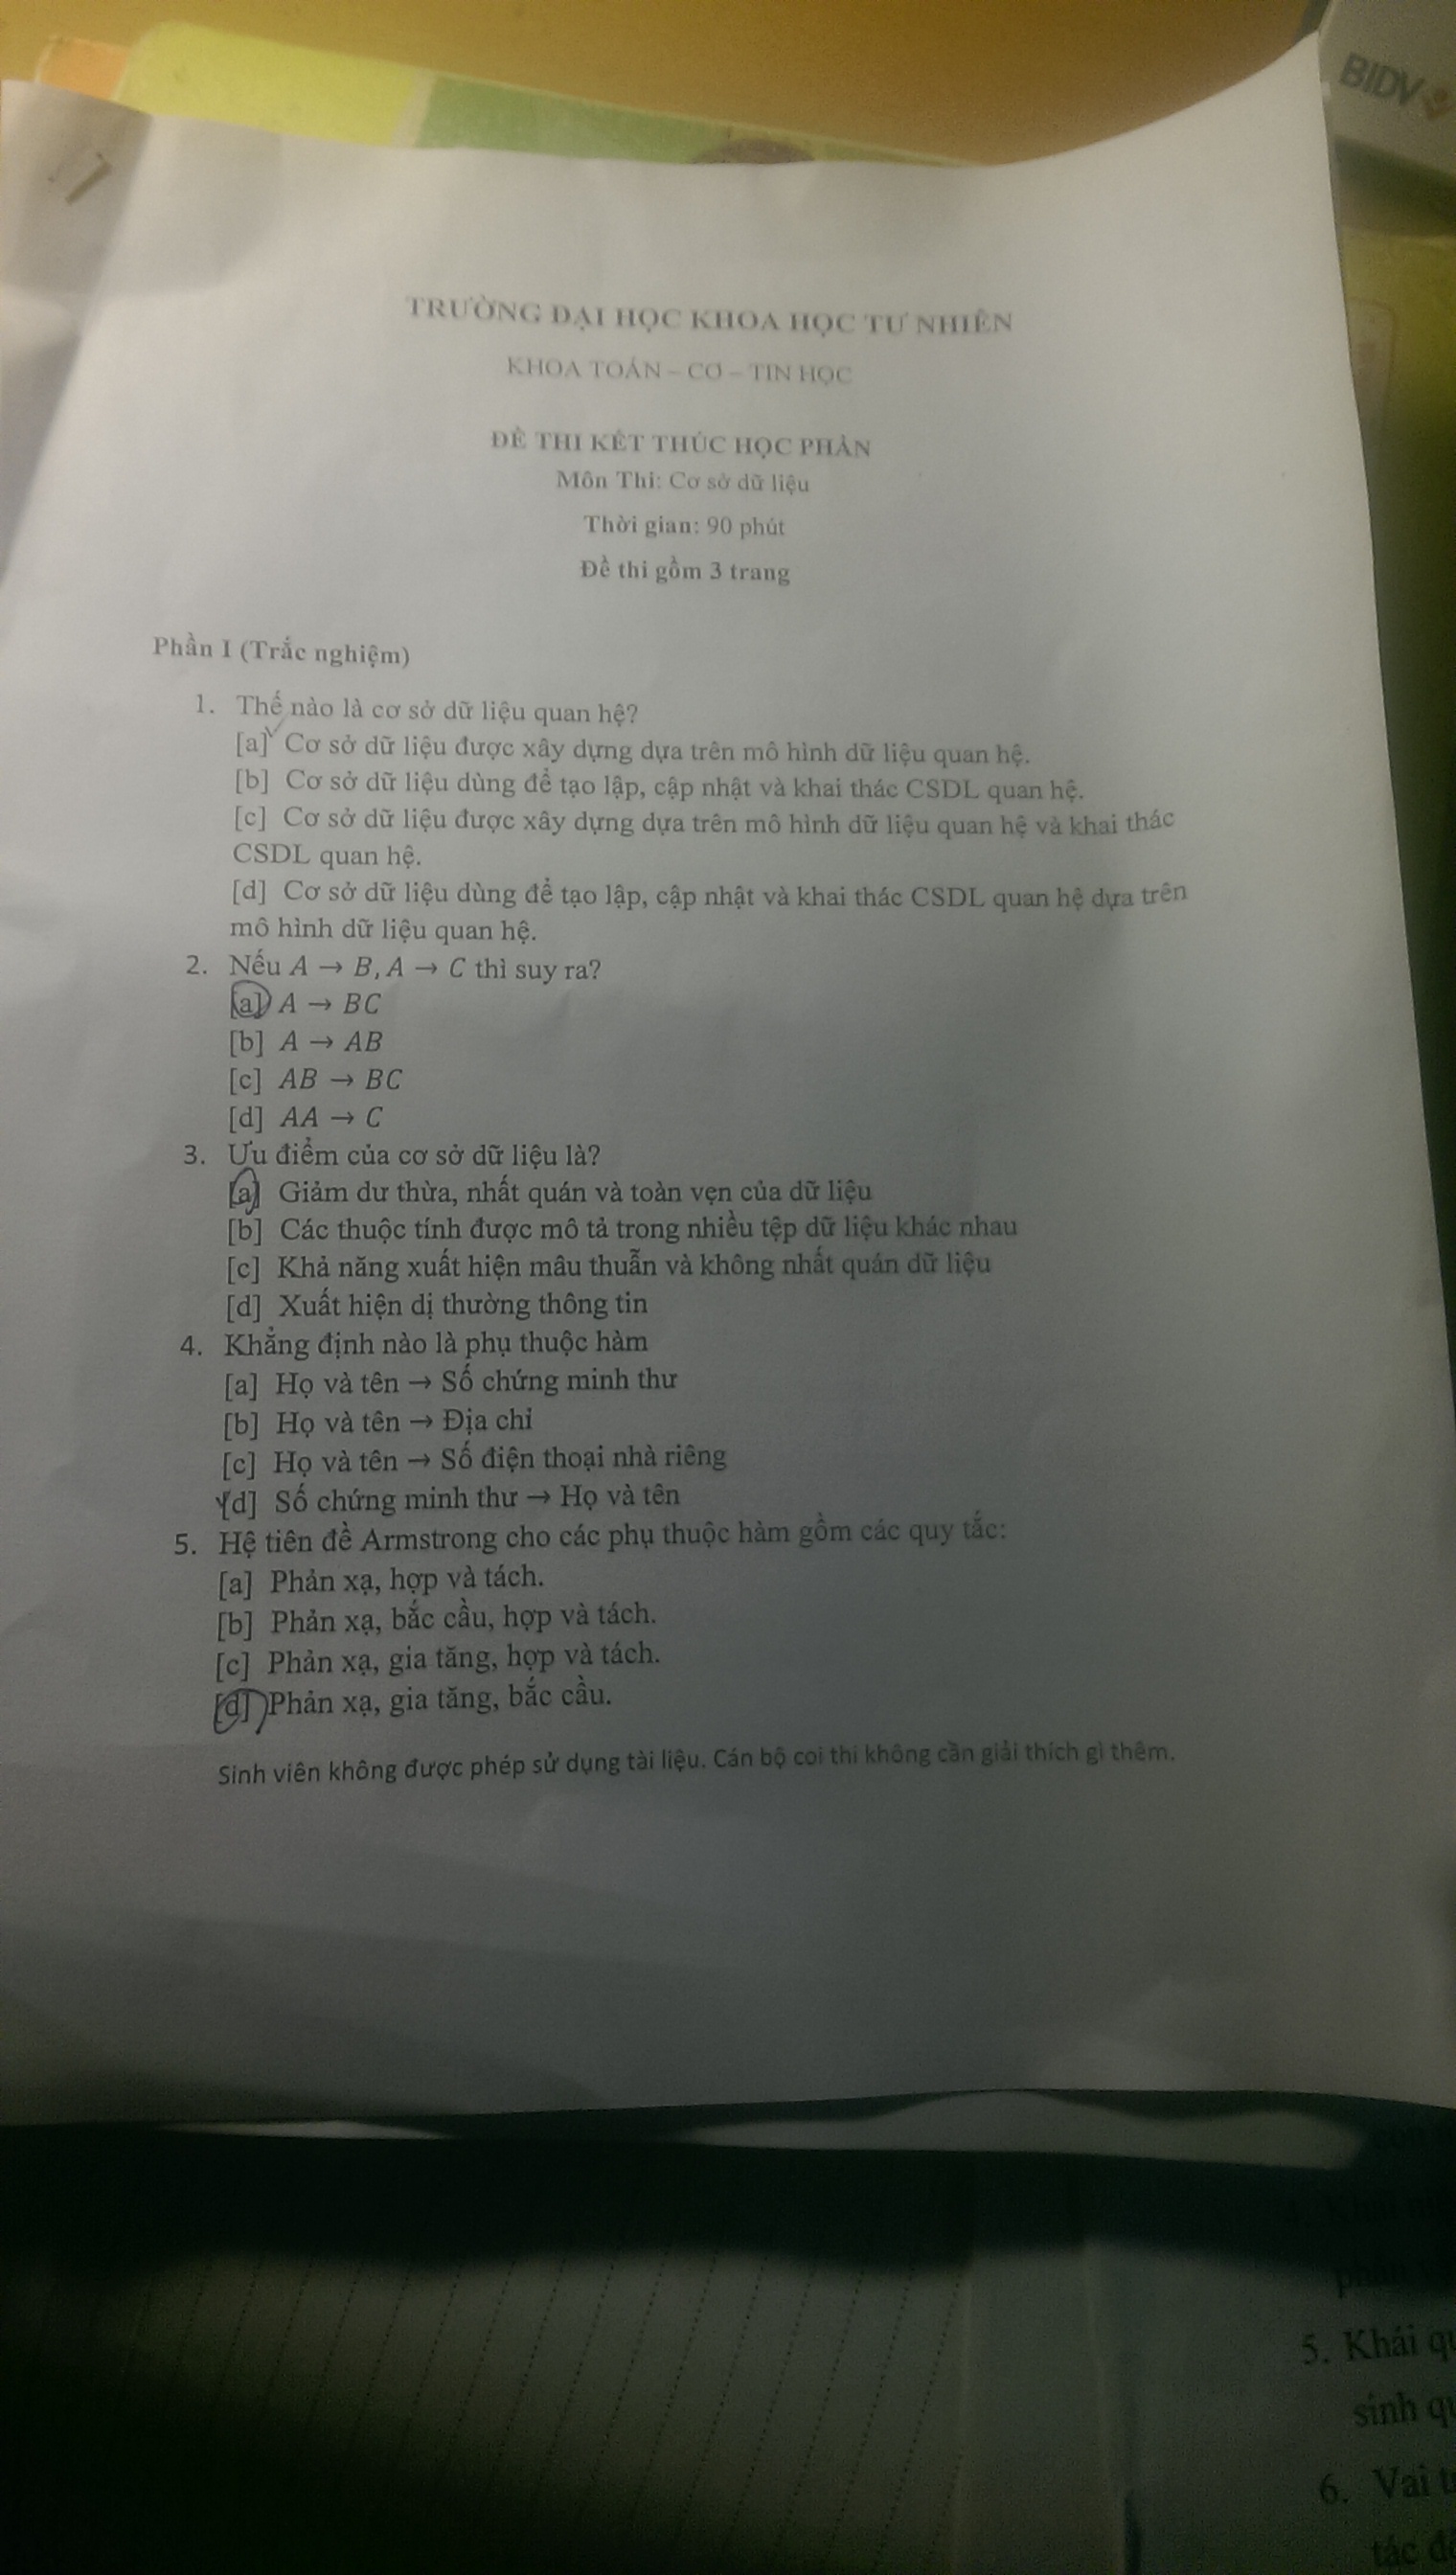 BIDV
TRƯỜNG ĐẠI HỌC KHOA HỌC TỰ NHIÊN
KHOA TOÁN – CƠ – TIN HỌC
ĐỀ THI KẾT THÚC HỌC PHẦN
Môn Thi: Cơ sở dữ liệu
Thời gian: 90 phút
Đề thi gồm 3 trang
Phần I (Trắc nghiệm)
1. Thế nào là cơ sở dữ liệu quan hệ?
[a] Cơ sở dữ liệu được xây dựng dựa trên mô hình dữ liệu quan hệ.
[b] Cơ sở dữ liệu dùng để tạo lập, cập nhật và khai thác CSDL quan hệ.
[c] Cơ sở dữ liệu được xây dựng dựa trên mô hình dữ liệu quan hệ và khai thác
CSDL quan hệ.
[d] Cơ sở dữ liệu dùng để tạo lập, cập nhật và khai thác CSDL quan hệ dựa trên
mô hình dữ liệu quan hệ.
2. Nếu A → B, A → C thì suy ra?
[a] A → BC
[b] A → AB
[c] AB → BC
[d] AA → C
3. Ưu điểm của cơ sở dữ liệu là?
[a] Giảm dư thừa, nhất quán và toàn vẹn của dữ liệu
[b] Các thuộc tính được mô tả trong nhiều tệp dữ liệu khác nhau
[c] Khả năng xuất hiện mâu thuẫn và không nhất quán dữ liệu
[d] Xuất hiện dị thường thông tin
4. Khẳng định nào là phụ thuộc hàm
[a] Họ và tên → Số chứng minh thư
[b] Họ và tên → Địa chỉ
[c] Họ và tên → Số điện thoại nhà riêng
[d] Số chứng minh thư → Họ và tên
5. Hệ tiên đề Armstrong cho các phụ thuộc hàm gồm các quy tắc:
[a] Phản xạ, hợp và tách.
[b] Phản xạ, bắc cầu, hợp và tách.
[c] Phản xạ, gia tăng, hợp và tách.
[d] Phản xạ, gia tăng, bắc cầu.
Sinh viên không được phép sử dụng tài liệu. Cán bộ coi thi không cần giải thích gì thêm.
5. Khái
sinh
6. Vai
tác